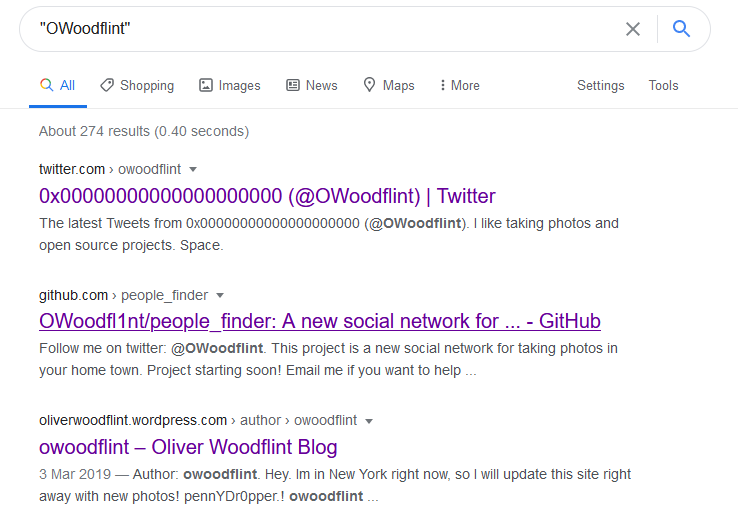 "OWoodflint"
All Shopping Images News Maps More Settings Tools
About 274 results (0.40 seconds)
twitter.com › owoodflint
0x00000000000000000000 (@OWoodflint) | Twitter
The latest Tweets from 0x00000000000000000000 (@OWoodflint). I like taking photos and
open source projects. Space.
github.com › people_finder
OWoodfl1nt/people_finder: A new social network for ... - GitHub
Follow me on twitter: @OWoodflint. This project is a new social network for taking photos in
your home town. Project starting soon! Email me if you want to help ...
oliverwoodflint.wordpress.com › author › owoodflint
owoodflint – Oliver Woodflint Blog
3 Mar 2019 — Author: owoodflint. Hey. Im in New York right now, so I will update this site right
away with new photos! pennYDr0pper.! owoodflint ...